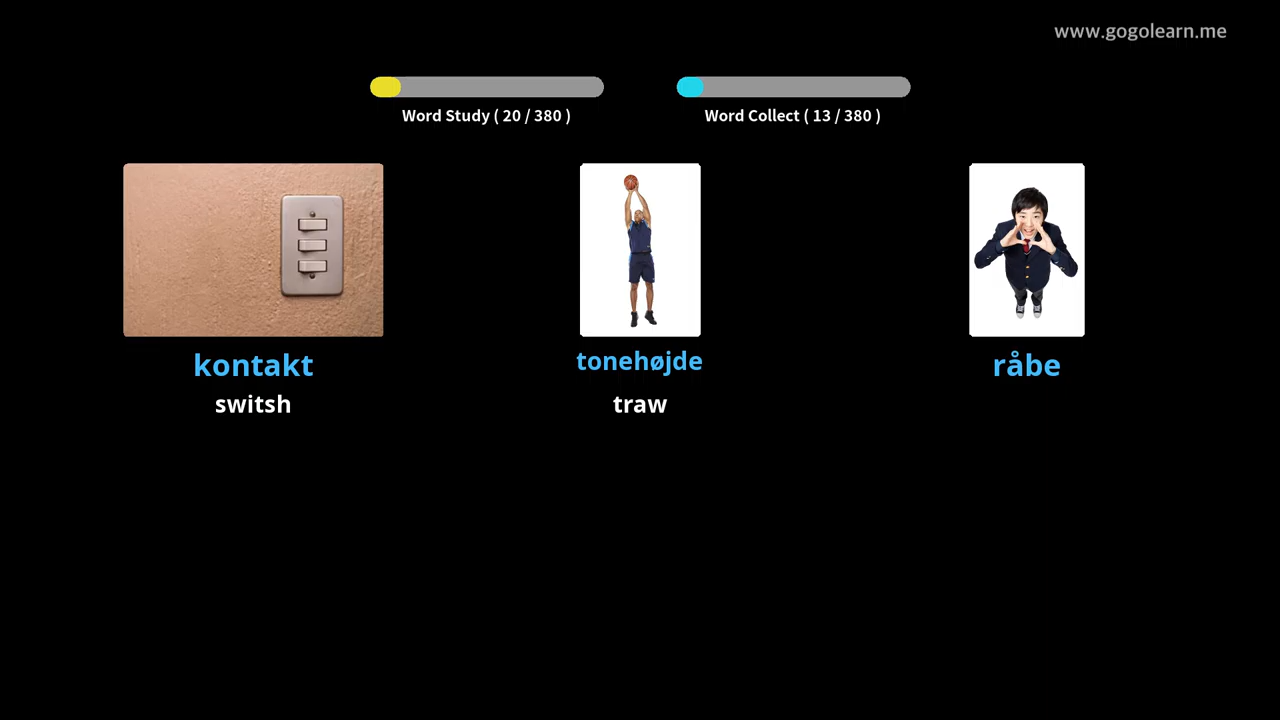 www.gogolearn.me
Word Study ( 20 / 380 )
Word Collect ( 13 / 380 )
kontakt
switsh
tonehøjde
traw
råbe